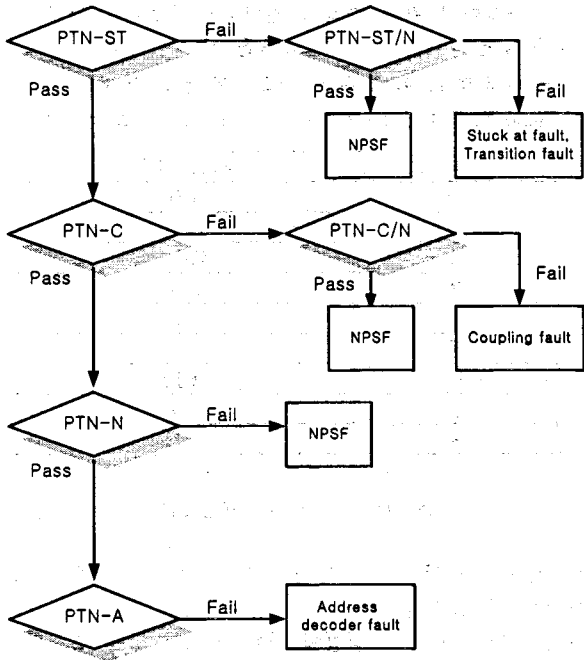 PTN-ST
Fail
PTN-ST/N
Pass
Pass
Fail
NPSF
Stuck at fault,
Transition fault
PTN-C
Fail
PTN-C/N
Pass
Pass
Fail
NPSF
Coupling fault
PTN-N
Fail
NPSF
Pass
PTN-A
Fail
Address
decoder fault